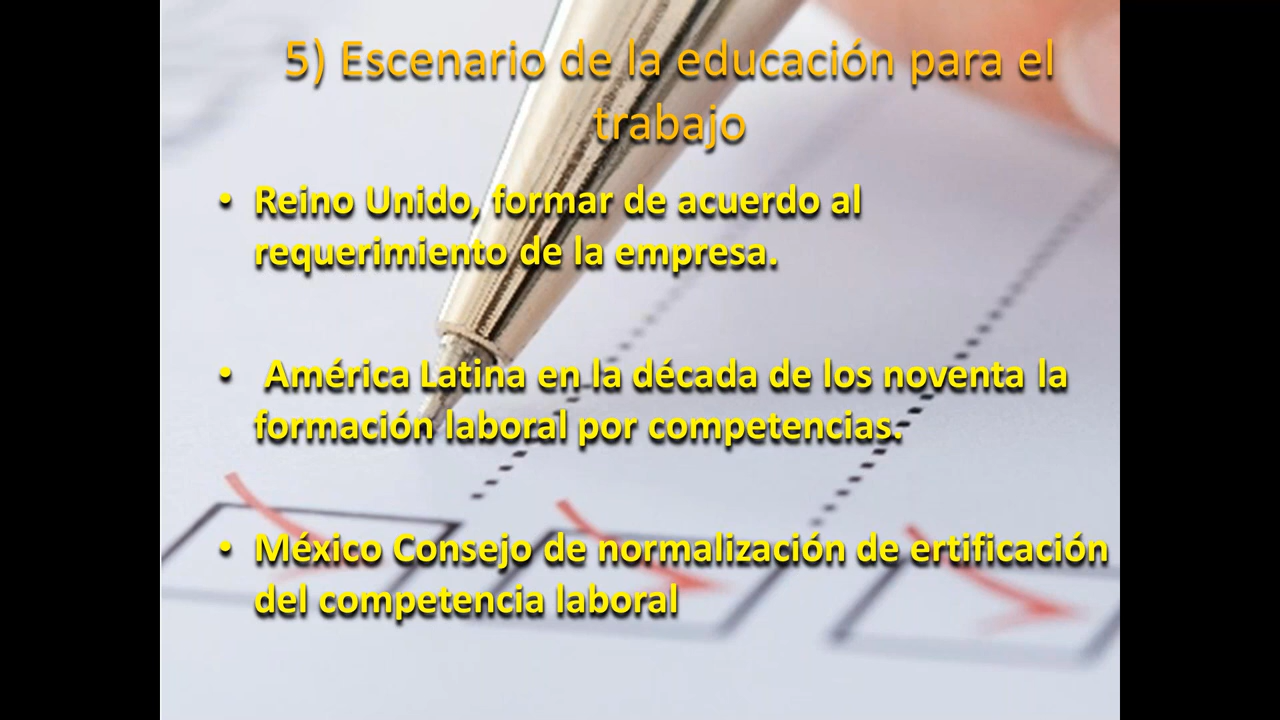 5) Escenario de la educación para el
trabajo
• Reino Unido, formar de acuerdo al
requerimiento de la empresa.
• América Latina en la década de los noventa la
formación laboral por competencias.
• México Consejo de normalización de ertificación
del competencia laboral